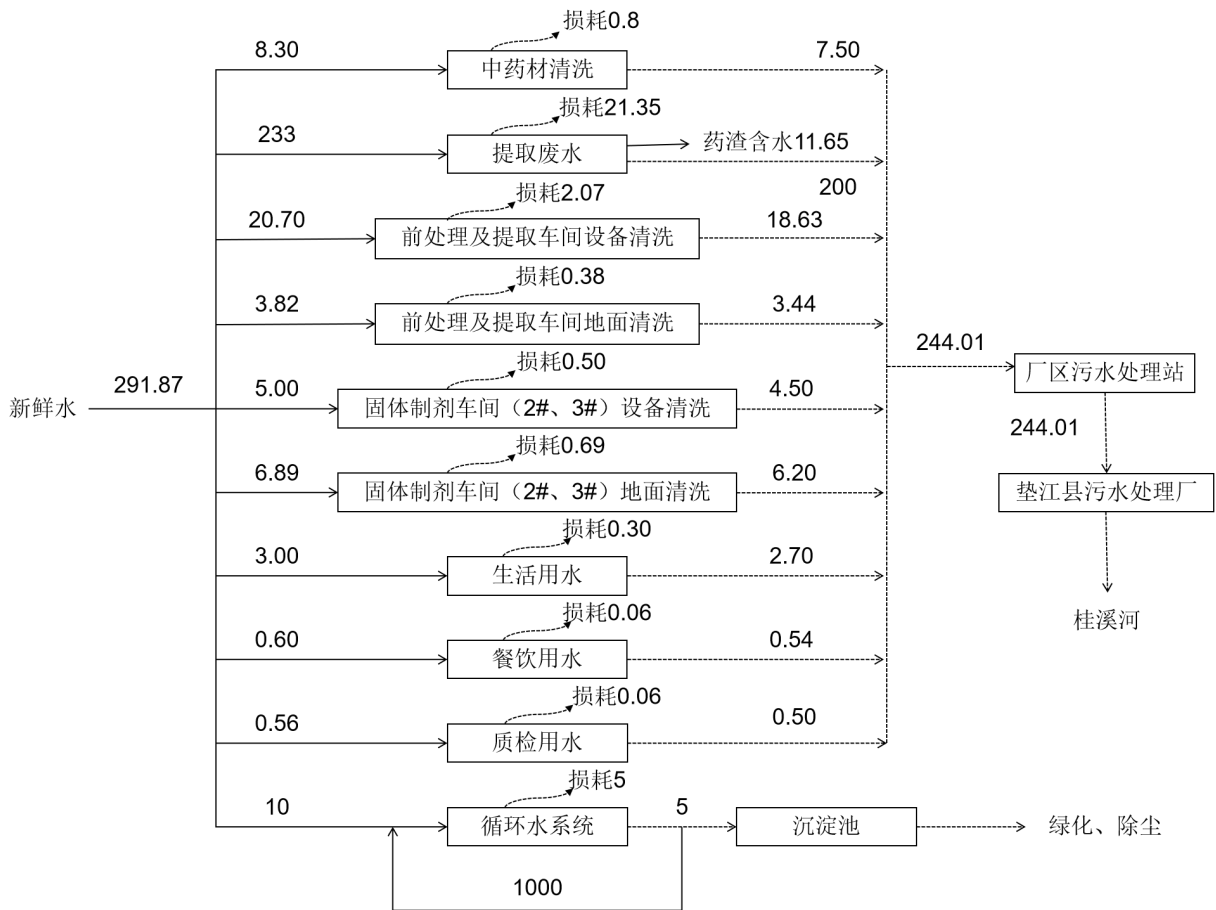 损耗0.8
8.30
中药材清洗
7.50
损耗21.35
233
提取废水
药渣含水11.65
200
损耗2.07
20.70
前处理及提取车间设备清洗
18.63
损耗0.38
3.82
前处理及提取车间地面清洗
3.44
244.01
厂区污水处理站
新鲜水
291.87
损耗0.50
5.00
固体制剂车间（2#、3#）设备清洗
4.50
244.01
损耗0.69
6.89
固体制剂车间（2#、3#）地面清洗
6.20
垫江县污水处理厂
损耗0.30
3.00
生活用水
2.70
桂溪河
损耗0.06
0.60
餐饮用水
0.54
损耗0.06
0.56
质检用水
0.50
损耗5
10
循环水系统
5
沉淀池
绿化、除尘
1000